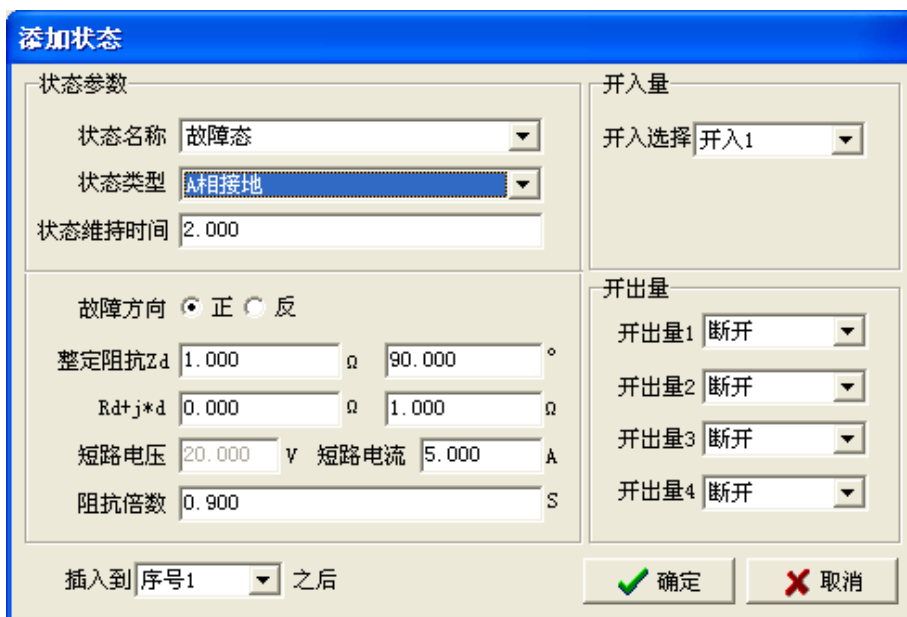 添加状态
状态参数
状态名称 故障态
状态类型 A相接地
状态维持时间 2.000
故障方向 正 反
整定阻抗Zd 1.000 Ω 90.000 °
Rd+j*d 0.000 Ω 1.000 Ω
短路电压 20.000 V 短路电流 5.000 A
阻抗倍数 0.900 S
插入到 序号1 之后
开入量
开入选择 开入1
开出量
开出量1 断开
开出量2 断开
开出量3 断开
开出量4 断开
确定 取消